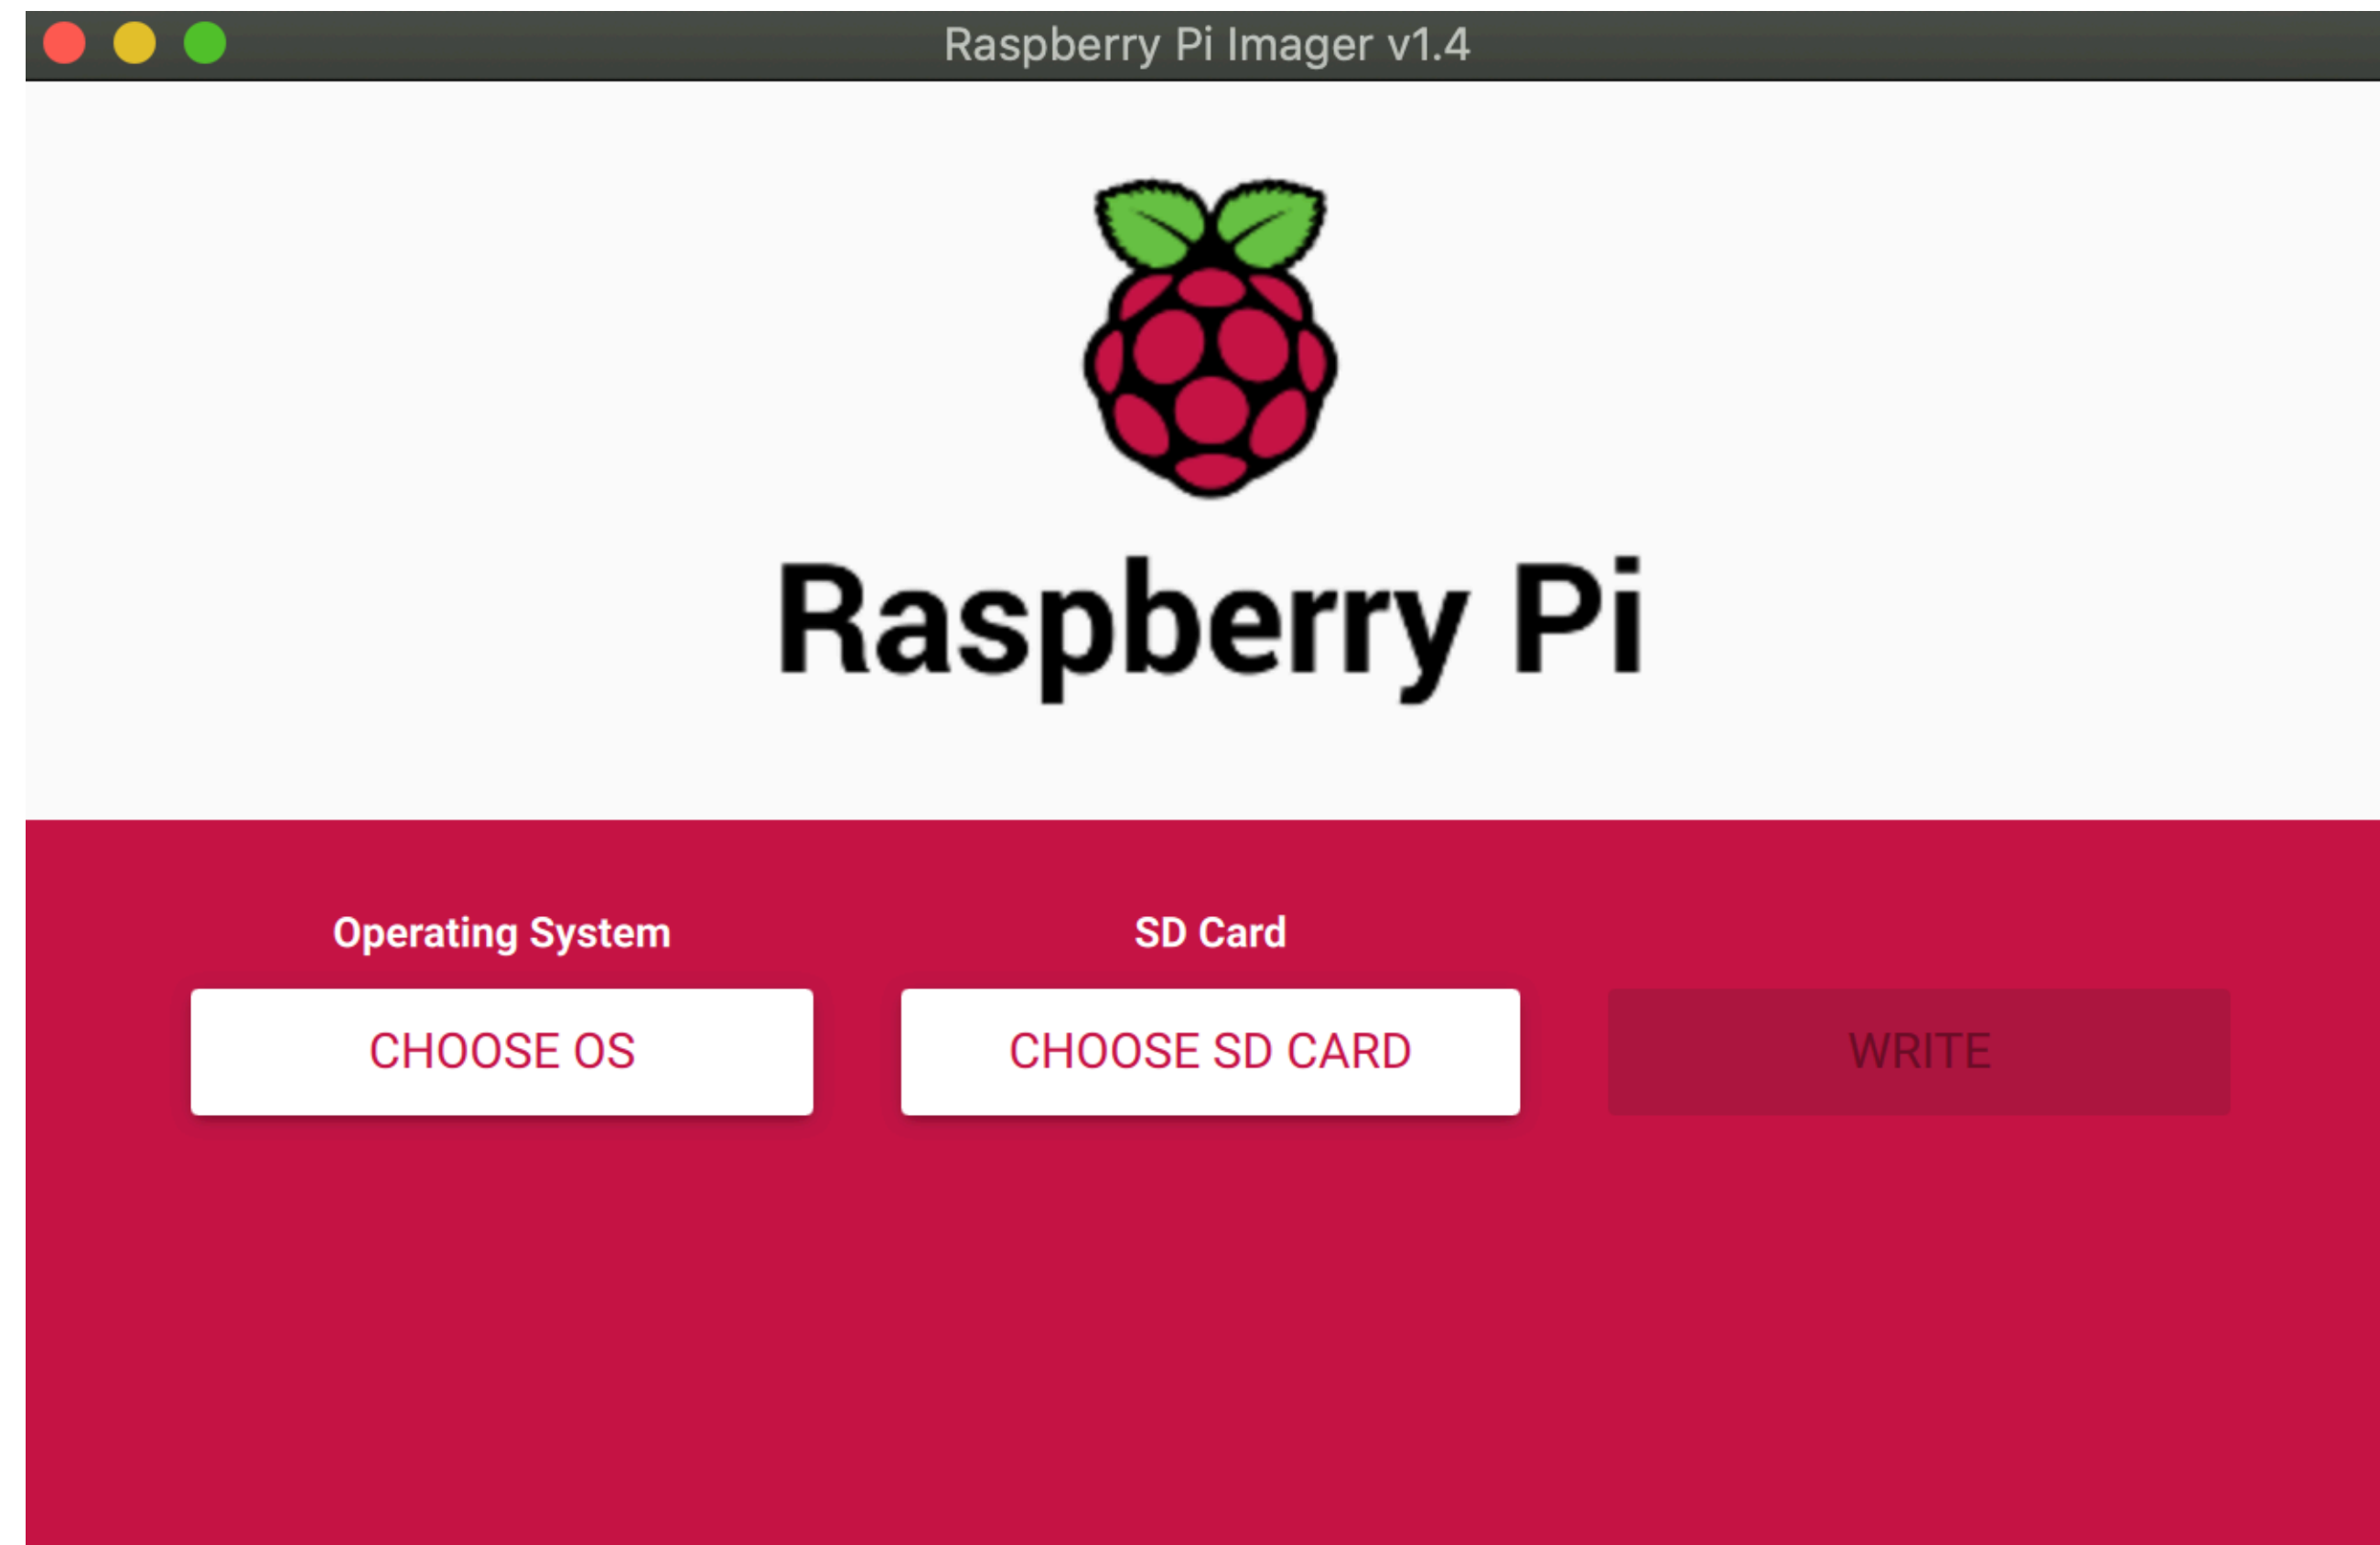 Raspberry Pi Imager v1.4
Raspberry Pi
Operating System
SD Card
CHOOSE OS
CHOOSE SD CARD
WRITE